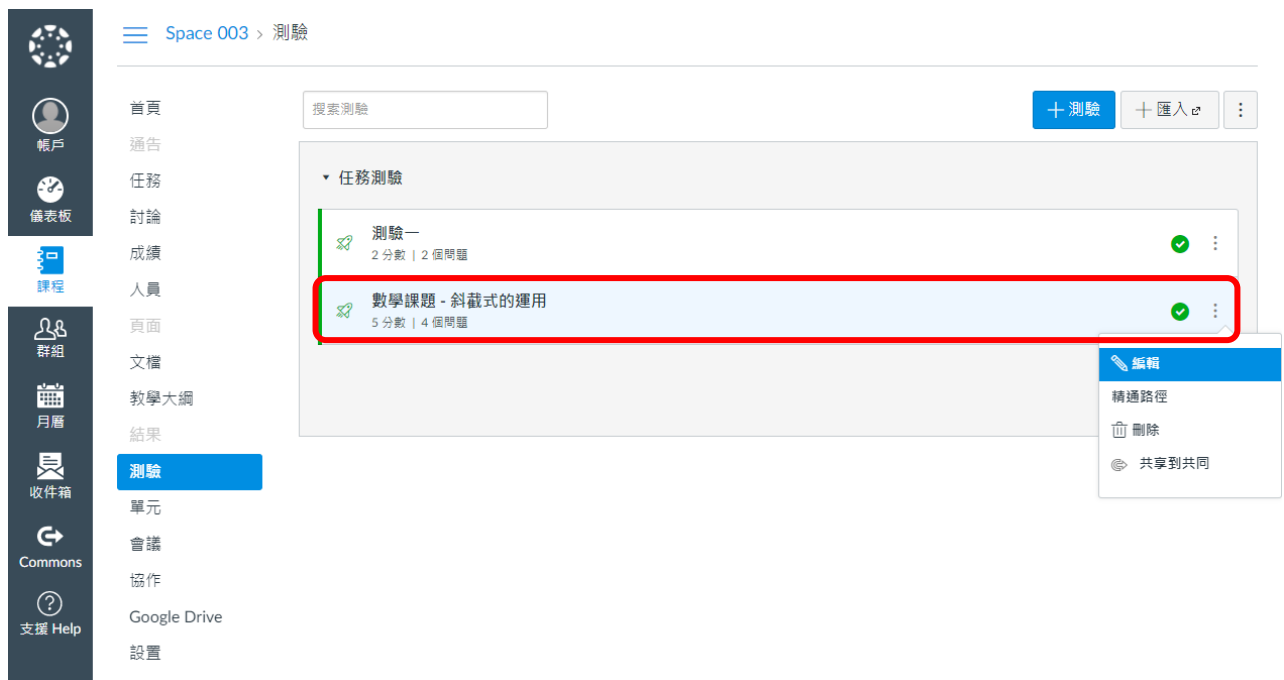 Space 003 › 測驗
帳戶
儀表板
課程
群組
月曆
收件箱
Commons
支援 Help
首頁
通告
任務
討論
成績
人員
頁面
文檔
教學大綱
結果
測驗
單元
會議
協作
Google Drive
設置
搜索測驗
＋測驗
＋匯入
任務測驗
測驗一
2 分數 | 2 個問題
數學課題 - 斜截式的運用
5 分數 | 4 個問題
編輯
精通路徑
刪除
共享到共同